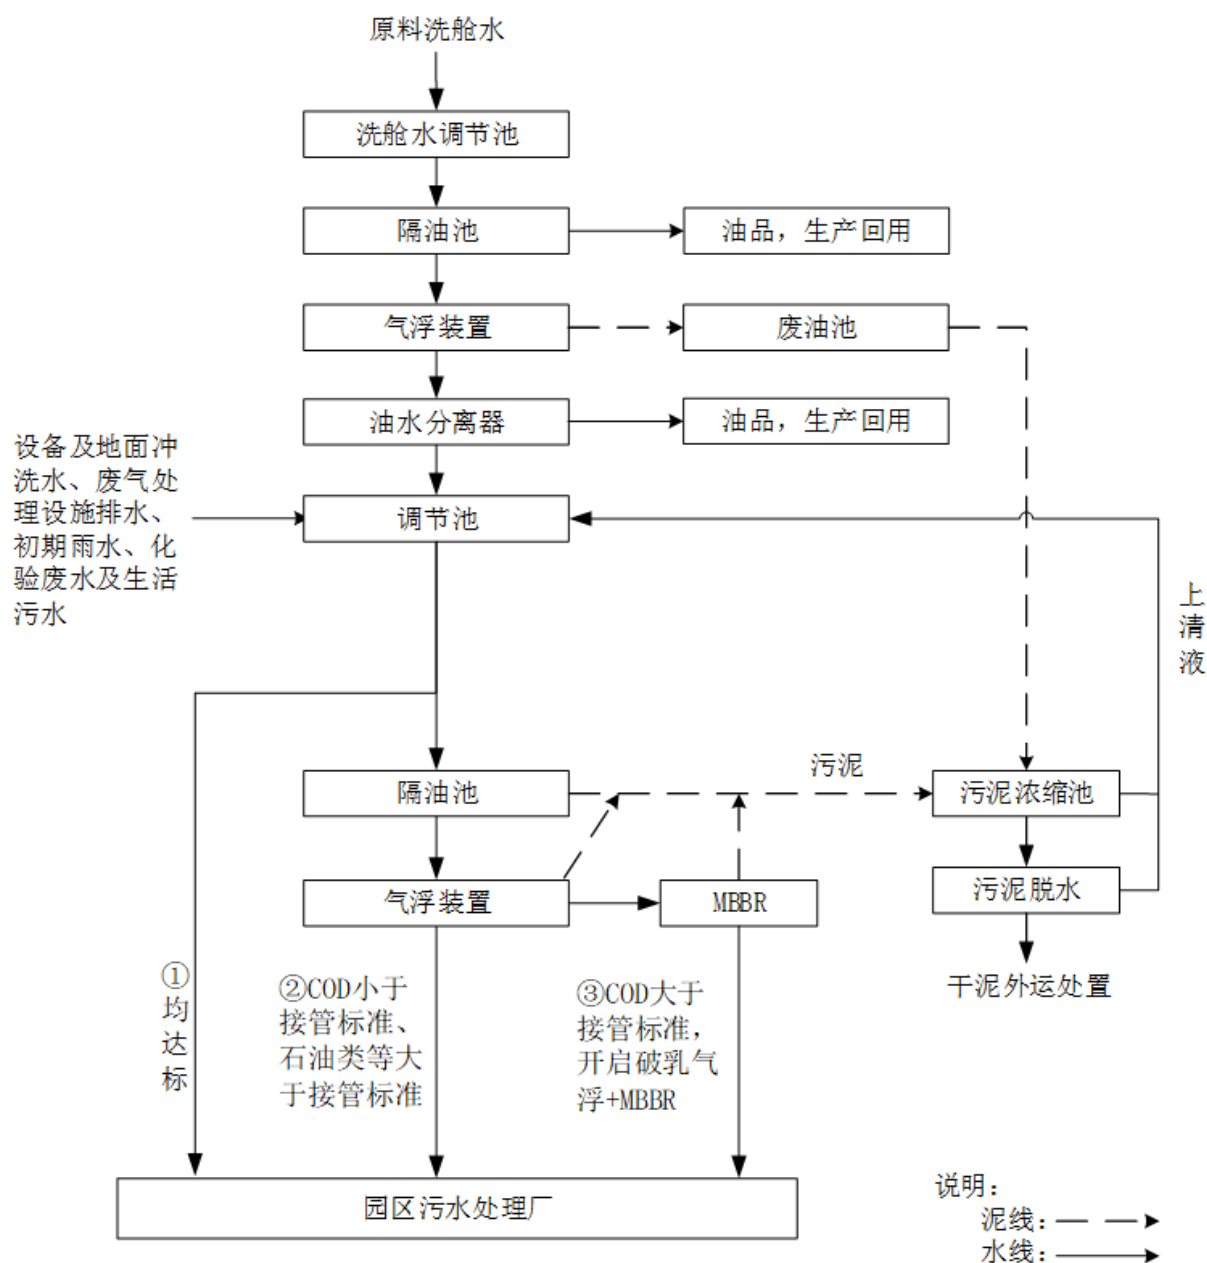 原料洗舱水
洗舱水调节池
隔油池
油品，生产回用
气浮装置
废油池
油水分离器
油品，生产回用
设备及地面冲
洗水、废气处
理设施排水、
初期雨水、化
验废水及生活
污水
调节池
上
清
液
隔油池
污泥
污泥浓缩池
气浮装置
MBBR
污泥脱水
干泥外运处置
①
均
达
标
②COD小于
接管标准、
石油类等大
于接管标准
③COD大于
接管标准，
开启破乳气
浮+MBBR
园区污水处理厂
说明：
泥线：
水线：